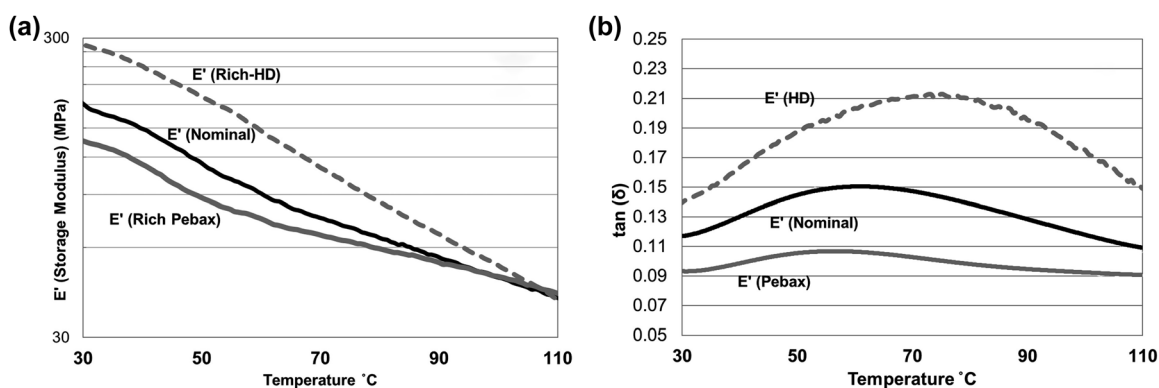 (a)
300
30
E' (Storage Modulus) (MPa)
E' (Rich-HD)
E' (Nominal)
E' (Rich Pebax)
30 50 70 90 110
Temperature ˚C
(b)
0.25
0.23
0.21
0.19
0.17
0.15
0.13
0.11
0.09
0.07
0.05
tan (δ)
E' (HD)
E' (Nominal)
E' (Pebax)
30 50 70 90 110
Temperature ˚C